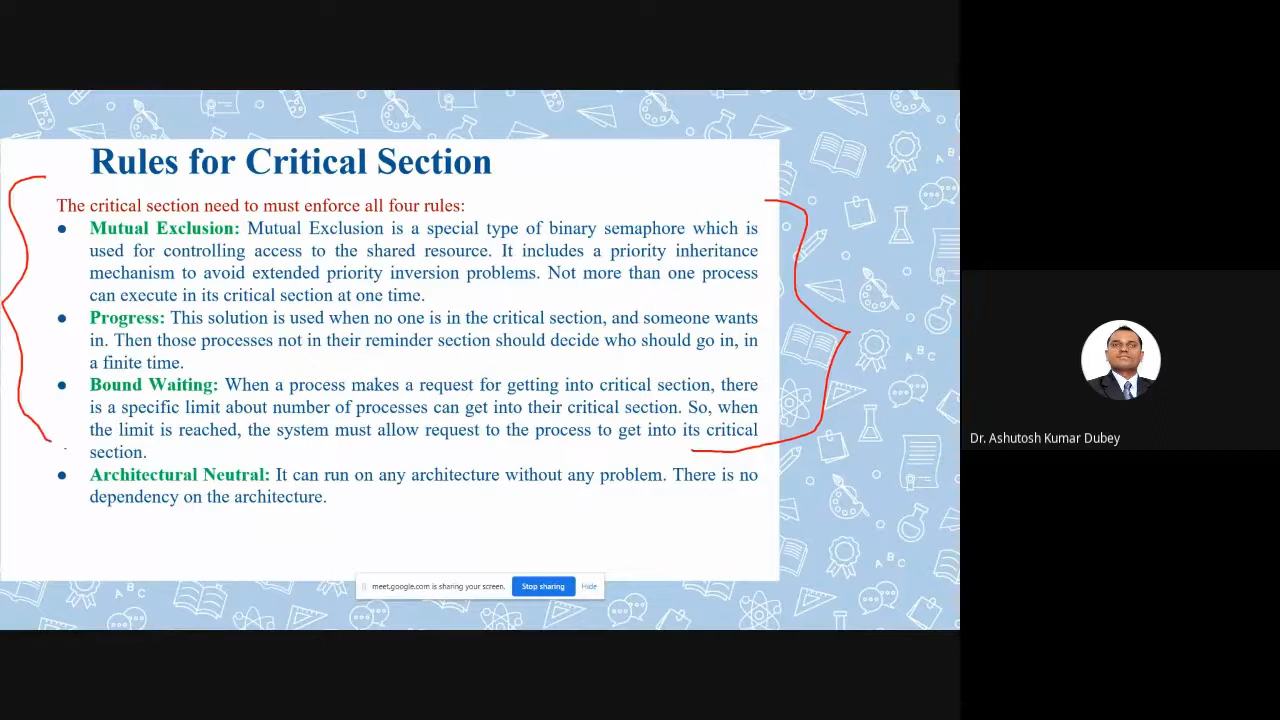 Rules for Critical Section
The critical section need to must enforce all four rules:
● Mutual Exclusion: Mutual Exclusion is a special type of binary semaphore which is
used for controlling access to the shared resource. It includes a priority inheritance
mechanism to avoid extended priority inversion problems. Not more than one process
can execute in its critical section at one time.
● Progress: This solution is used when no one is in the critical section, and someone wants
in. Then those processes not in their reminder section should decide who should go in, in
a finite time.
● Bound Waiting: When a process makes a request for getting into critical section, there
is a specific limit about number of processes can get into their critical section. So, when
the limit is reached, the system must allow request to the process to get into its critical
section.
● Architectural Neutral: It can run on any architecture without any problem. There is no
dependency on the architecture.
meet.google.com is sharing your screen. Stop sharing Hide
Dr. Ashutosh Kumar Dubey